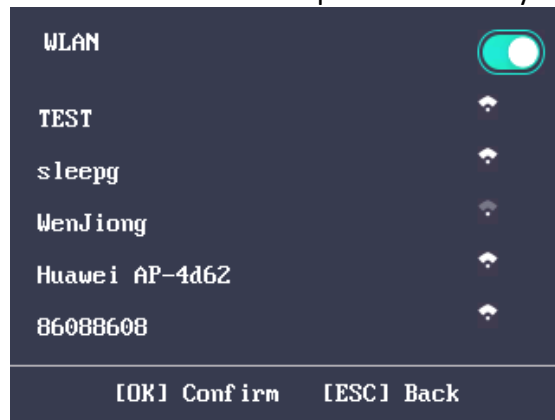 WLAN
TEST
sleepg
WenJiong
Huawei AP-4d62
86088608
[OK] Confirm [ESC] Back